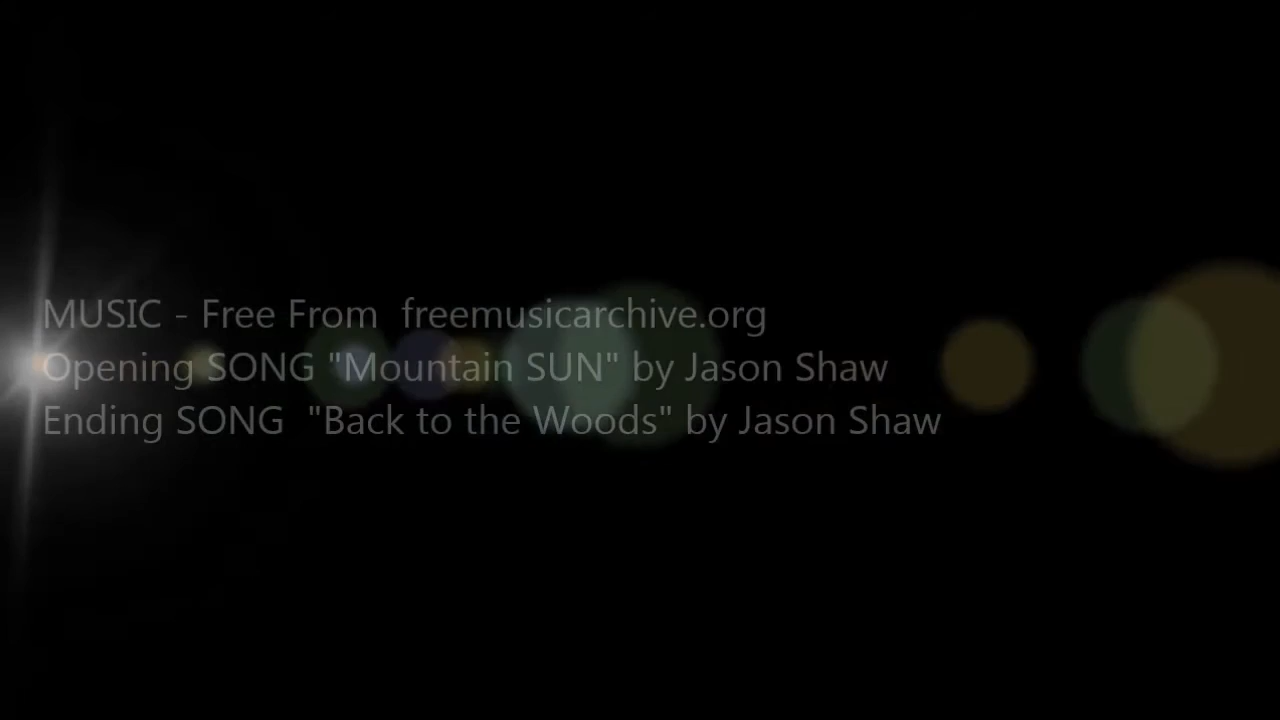 MUSIC - Free From  freemusicarchive.org
Opening SONG "Mountain SUN" by Jason Shaw
Ending SONG  "Back to the Woods" by Jason Shaw